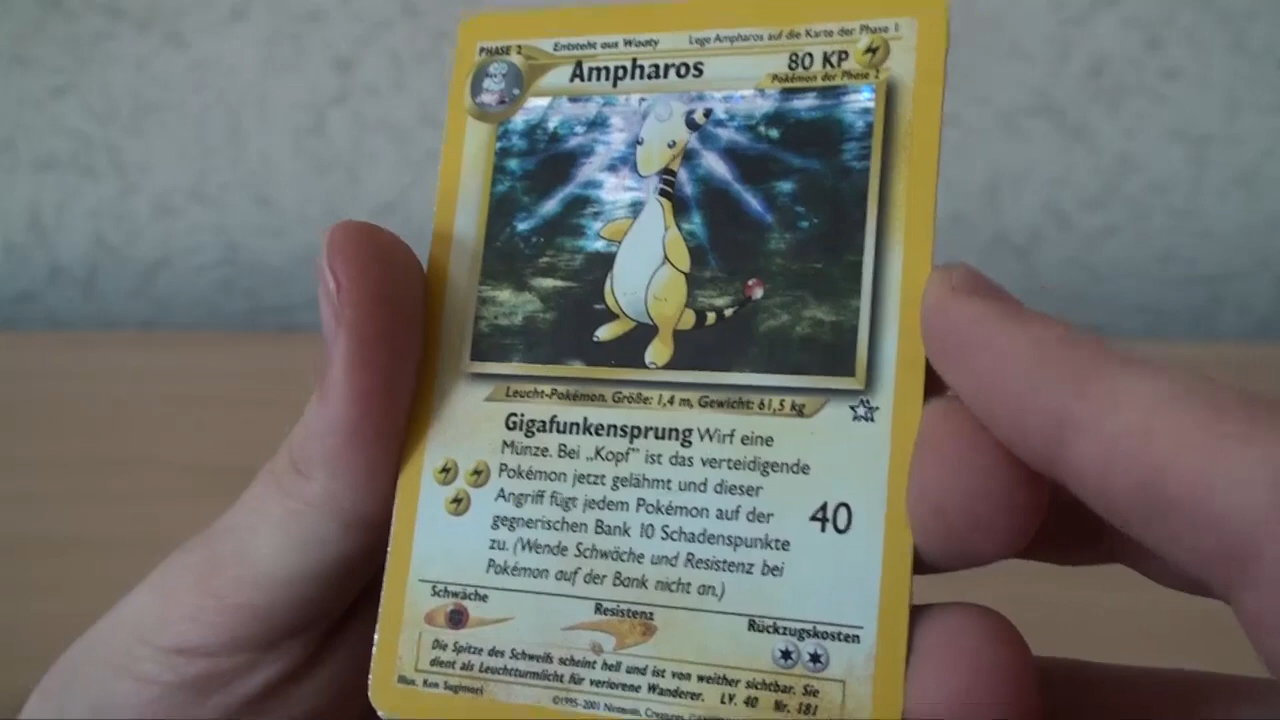 PHASE 2 Entsteht aus Waaty Lege Ampharos auf die Karte der Phase 1
Ampharos 80 KP
Pokémon der Phase 2
Leucht-Pokémon. Größe: 1,4 m, Gewicht: 61,5 kg
Gigafunkensprung Wirf eine
Münze. Bei „Kopf" ist das verteidigende
Pokémon jetzt gelähmt und dieser
Angriff fügt jedem Pokémon auf der
gegnerischen Bank 10 Schadenspunkte
zu. (Wende Schwäche und Resistenz bei
Pokémon auf der Bank nicht an.)
40
Schwäche Resistenz Rückzugskosten
Die Spitze des Schweifs scheint hell und ist von weither sichtbar. Sie
dient als Leuchtturmlicht für verlorene Wanderer. LV. 40 Nr. 181
Illus. Ken Sugimori
©1995-2001 Nintendo, Creatures,